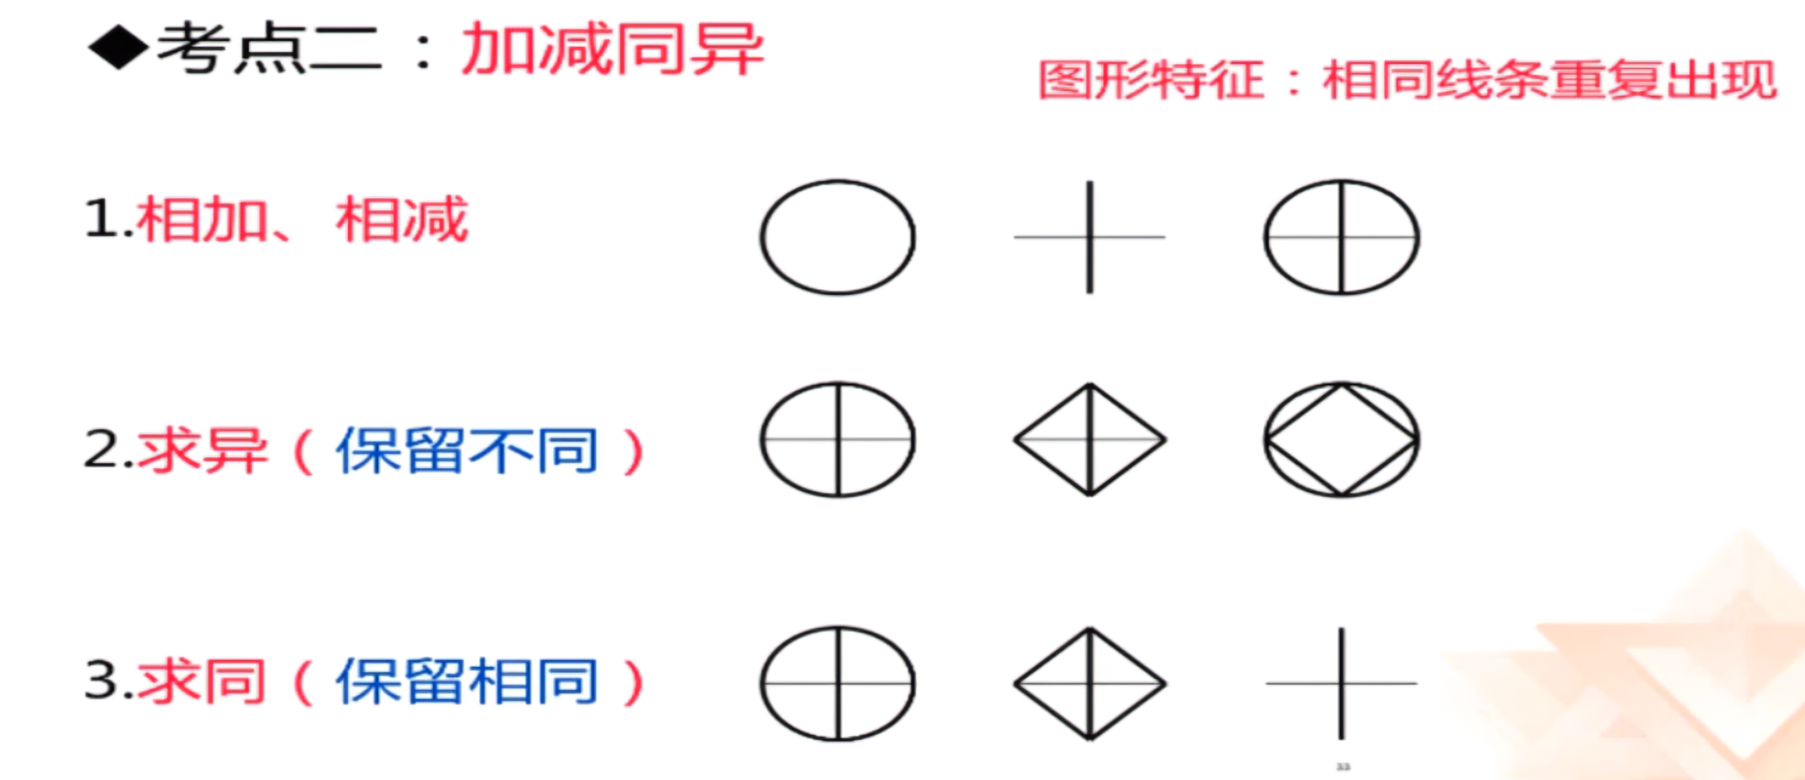 ◆考点二：加减同异
图形特征：相同线条重复出现
1.相加、相减
2.求异（保留不同）
3.求同（保留相同）
33